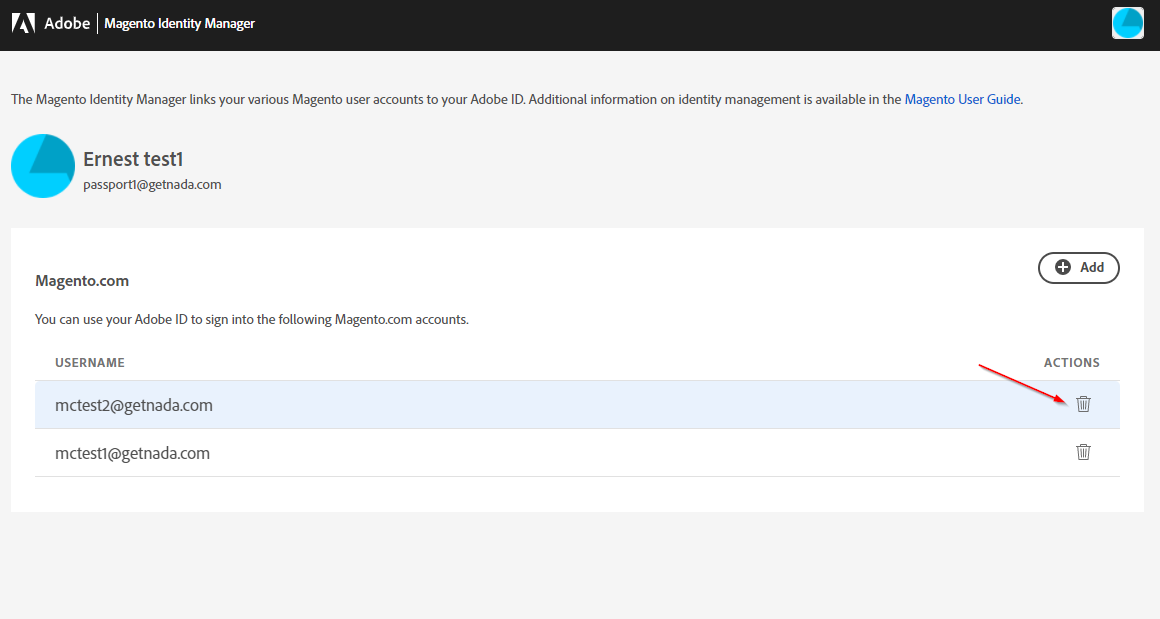 Adobe Magento Identity Manager
The Magento Identity Manager links your various Magento user accounts to your Adobe ID. Additional information on identity management is available in the Magento User Guide.
Ernest test1
passport1@getnada.com
Add
Magento.com
You can use your Adobe ID to sign into the following Magento.com accounts.
USERNAME ACTIONS
mctest2@getnada.com
mctest1@getnada.com